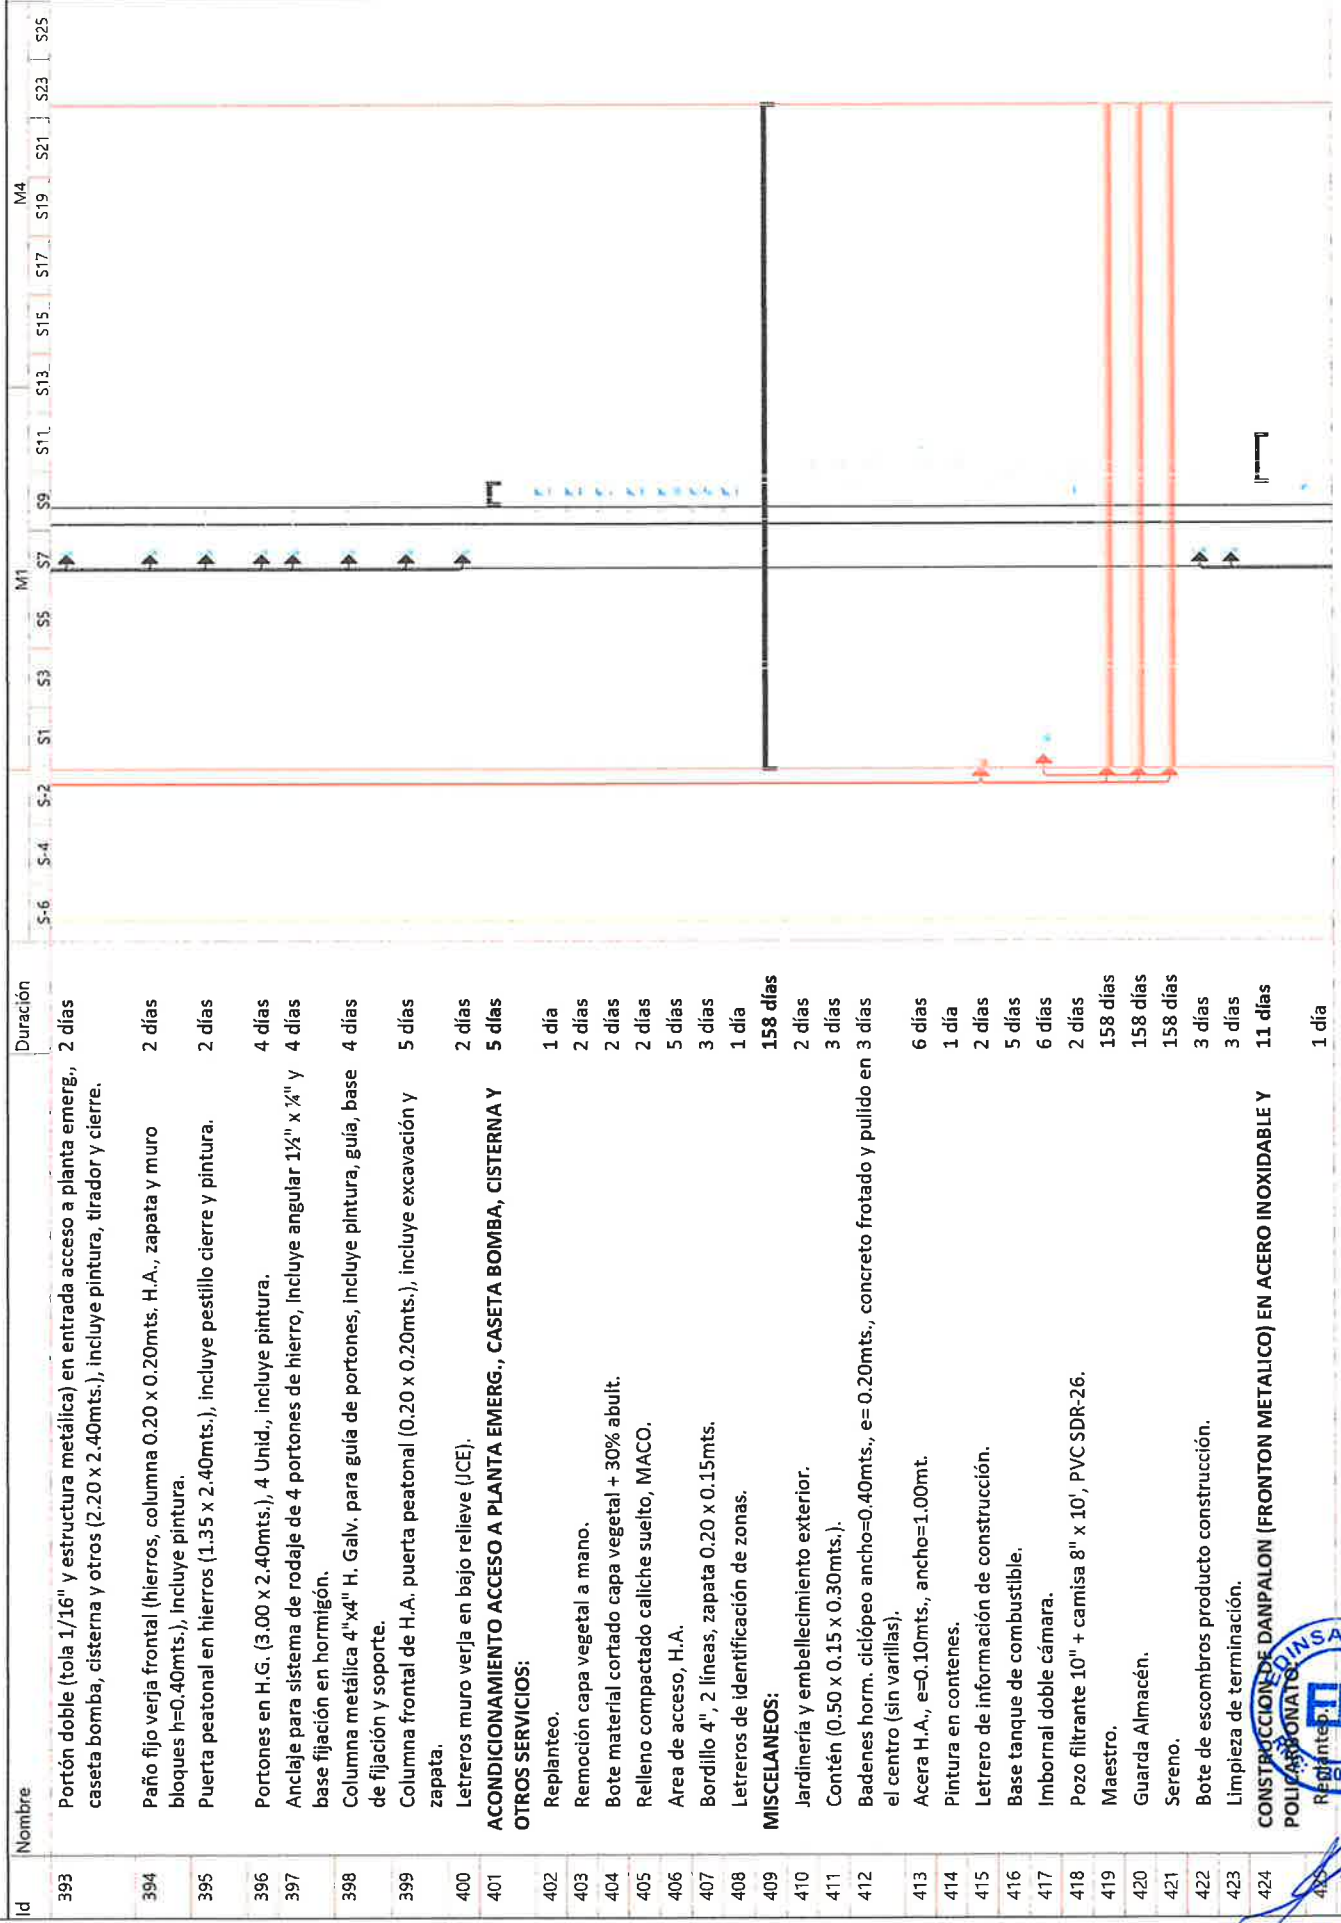 Id Nombre Duración M1 M4
S-6 S-4 S-2 S1 S3 S5 S7 S9 S11 S13 S15 S17 S19 S21 S23 S25
393 Portón doble (tola 1/16" y estructura metálica) en entrada acceso a planta emerg., 2 días
caseta bomba, cisterna y otros (2.20 x 2.40mts.), incluye pintura, tirador y cierre.
394 Paño fijo verja frontal (hierros, columna 0.20 x 0.20mts. H.A., zapata y muro 2 días
bloques h=0.40mts.), incluye pintura.
395 Puerta peatonal en hierros (1.35 x 2.40mts.), incluye pestillo cierre y pintura. 2 días
396 Portones en H.G. (3.00 x 2.40mts.), 4 Unid., incluye pintura. 4 días
397 Anclaje para sistema de rodaje de 4 portones de hierro, Incluye angular 1½" x ¼" y 4 días
base fijación en hormigón.
398 Columna metálica 4"x4" H. Galv. para guía de portones, incluye pintura, guía, base 4 días
de fijación y soporte.
399 Columna frontal de H.A. puerta peatonal (0.20 x 0.20mts.), incluye excavación y 5 días
zapata.
400 Letreros muro verja en bajo relieve (JCE). 2 días
401 ACONDICIONAMIENTO ACCESO A PLANTA EMERG., CASETA BOMBA, CISTERNA Y 5 días
OTROS SERVICIOS:
402 Replanteo. 1 día
403 Remoción capa vegetal a mano. 2 días
404 Bote material cortado capa vegetal + 30% abult. 2 días
405 Relleno compactado caliche suelto, MACO. 2 días
406 Area de acceso, H.A. 5 días
407 Bordillo 4", 2 líneas, zapata 0.20 x 0.15mts. 3 días
408 Letreros de identificación de zonas. 1 día
409 MISCELANEOS: 158 días
410 Jardinería y embellecimiento exterior. 2 días
411 Contén (0.50 x 0.15 x 0.30mts.). 3 días
412 Badenes horm. ciclópeo ancho=0.40mts., e= 0.20mts., concreto frotado y pulido en 3 días
el centro (sin varillas).
413 Acera H.A., e=0.10mts., ancho=1.00mt. 6 días
414 Pintura en contenes. 1 día
415 Letrero de información de construcción. 2 días
416 Base tanque de combustible. 5 días
417 Imbornal doble cámara. 6 días
418 Pozo filtrante 10" + camisa 8" x 10', PVC SDR-26. 2 días
419 Maestro. 158 días
420 Guarda Almacén. 158 días
421 Sereno. 158 días
422 Bote de escombros producto construcción. 3 días
423 Limpieza de terminación. 3 días
424 CONSTRUCCION DE DANPALON (FRONTON METALICO) EN ACERO INOXIDABLE Y 11 días
POLICARBONATO.
425 Replanteo. 1 día
EDINSA